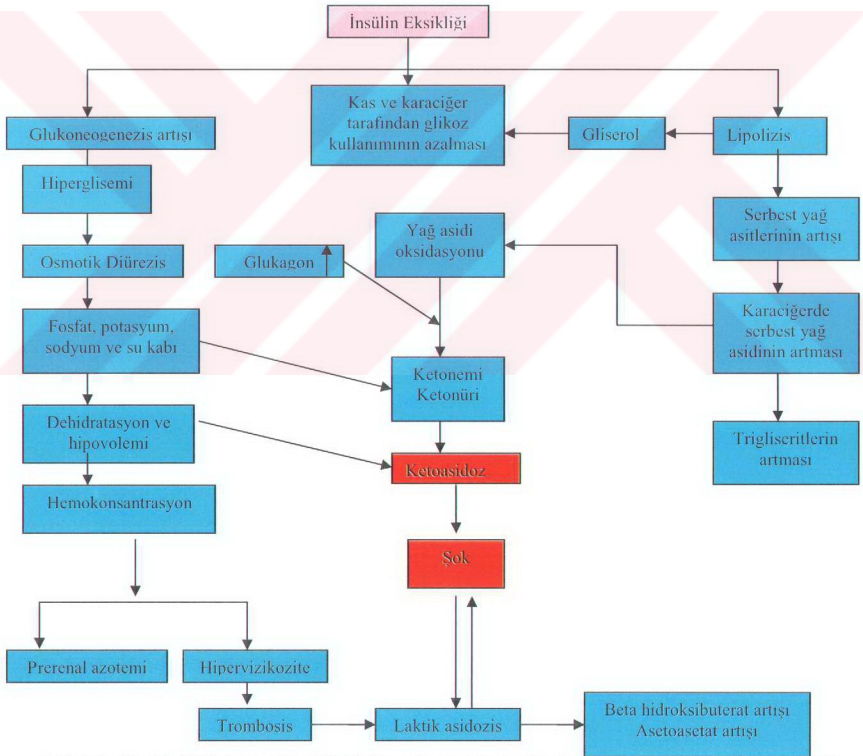 İnsülin Eksikliği
Glukoneogenezis artışı
Kas ve karaciğer
tarafından glikoz
kullanımının azalması
Gliserol
Lipolizis
Hiperglisemi
Serbest yağ
asitlerinin artışı
Yağ asidi
oksidasyonu
Osmotik Diürezis
Glukagon
Fosfat, potasyum,
sodyum ve su kabı
Karaciğerde
serbest yağ
asidinin artması
Ketonemi
Ketonüri
Dehidratasyon ve
hipovolemi
Trigliseritlerin
artması
Ketoasidoz
Hemokonsantrasyon
Şok
Prerenal azotemi
Hipervizikozite
Trombosis
Laktik asidozis
Beta hidroksibuterat artışı
Asetoasetat artışı